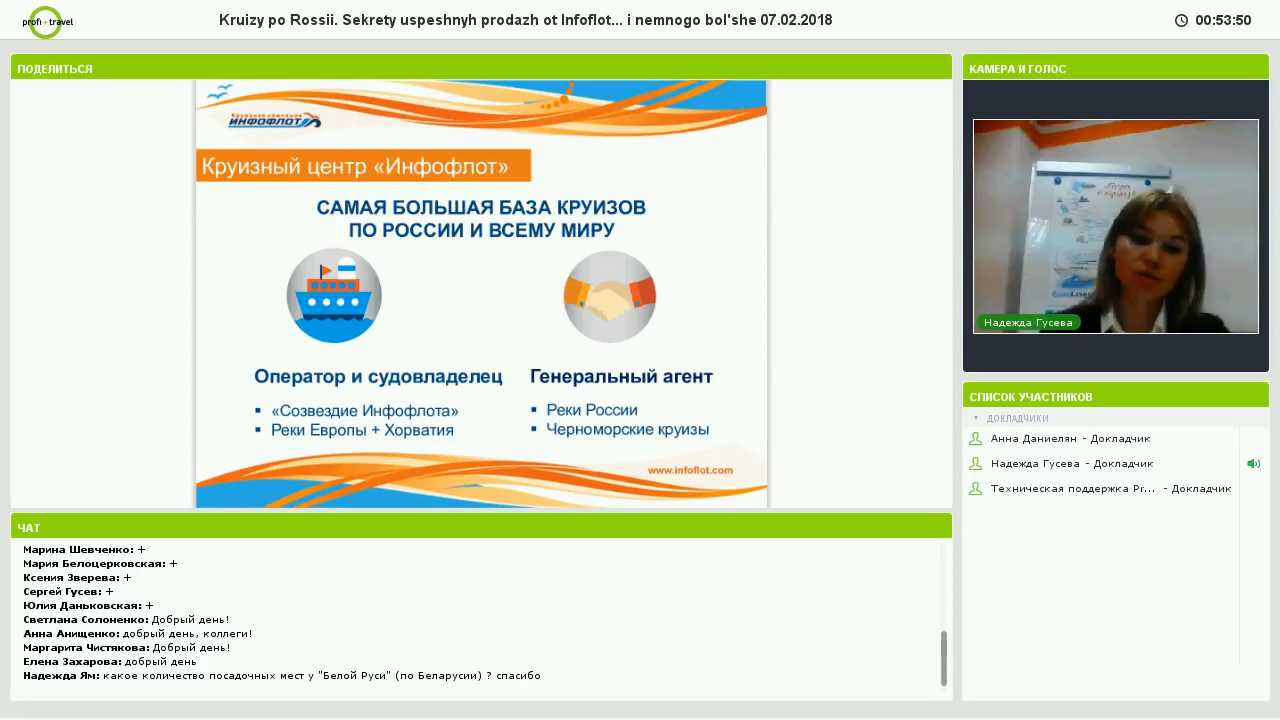 profi travel
Kruizy po Rossii. Sekrety uspeshnyh prodazh ot Infoflot... i nemnogo bol'she 07.02.2018
00:53:50
ПОДЕЛИТЬСЯ
Круизная компания
ИНФОФЛОТ
Круизный центр «Инфофлот»
САМАЯ БОЛЬШАЯ БАЗА КРУИЗОВ
ПО РОССИИ И ВСЕМУ МИРУ
Оператор и судовладелец
▪ «Созвездие Инфофлота»
▪ Реки Европы + Хорватия
Генеральный агент
▪ Реки России
▪ Черноморские круизы
www.infoflot.com
КАМЕРА И ГОЛОС
Надежда Гусева
СПИСОК УЧАСТНИКОВ
ДОКЛАДЧИКИ
Анна Даниелян - Докладчик
Надежда Гусева - Докладчик
Техническая поддержка Pr... - Докладчик
ЧАТ
Марина Шевченко: +
Мария Белоцерковская: +
Ксения Зверева: +
Сергей Гусев: +
Юлия Даньковская: +
Светлана Солоненко: Добрый день!
Анна Анищенко: добрый день, коллеги!
Маргарита Чистякова: Добрый день!
Елена Захарова: добрый день
Надежда Ям: какое количество посадочных мест у "Белой Руси" (по Беларусии) ? спасибо